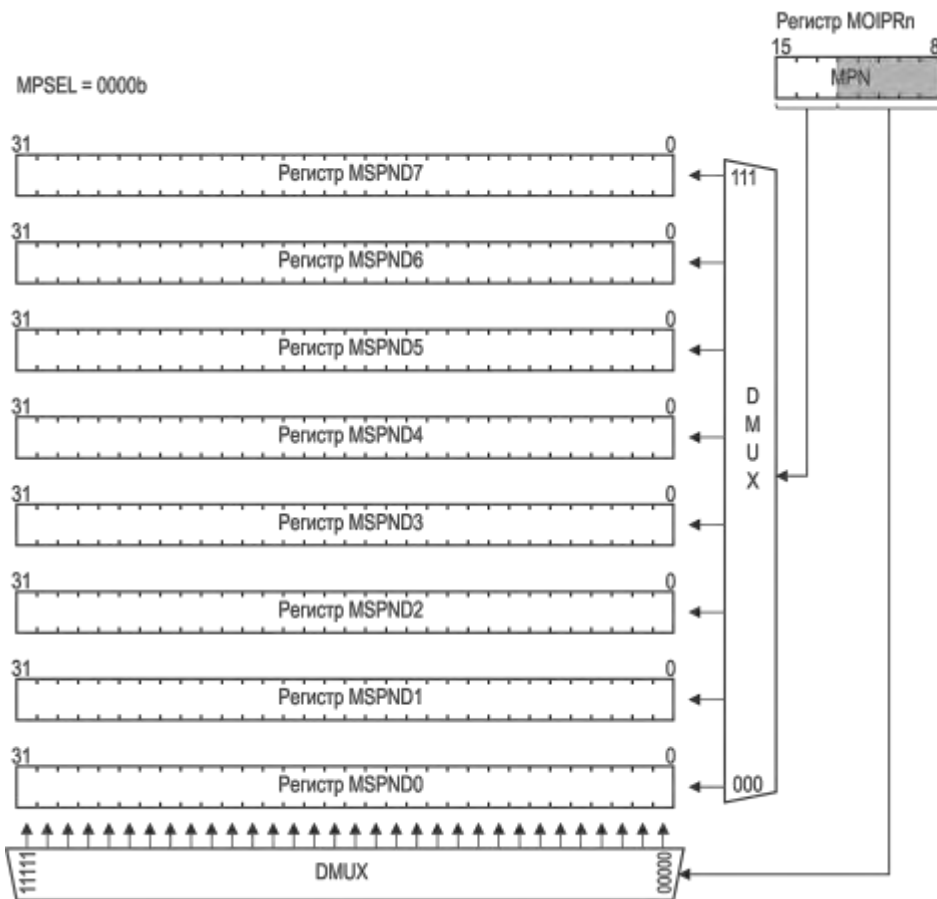 Регистр MOIPRn
15 8
MPSEL = 0000b
MPN
31 0
Регистр MSPND7
111
31 0
Регистр MSPND6
31 0
Регистр MSPND5
31 0
Регистр MSPND4
D
M
U
X
31 0
Регистр MSPND3
31 0
Регистр MSPND2
31 0
Регистр MSPND1
31 0
Регистр MSPND0
000
11111 DMUX 00000